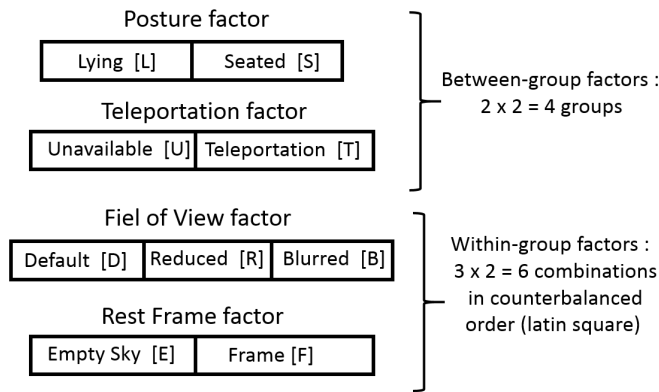 Posture factor
Lying [L] Seated [S]
Teleportation factor
Unavailable [U] Teleportation [T]
Between-group factors :
2 x 2 = 4 groups
Fiel of View factor
Default [D] Reduced [R] Blurred [B]
Rest Frame factor
Empty Sky [E] Frame [F]
Within-group factors :
3 x 2 = 6 combinations
in counterbalanced
order (latin square)